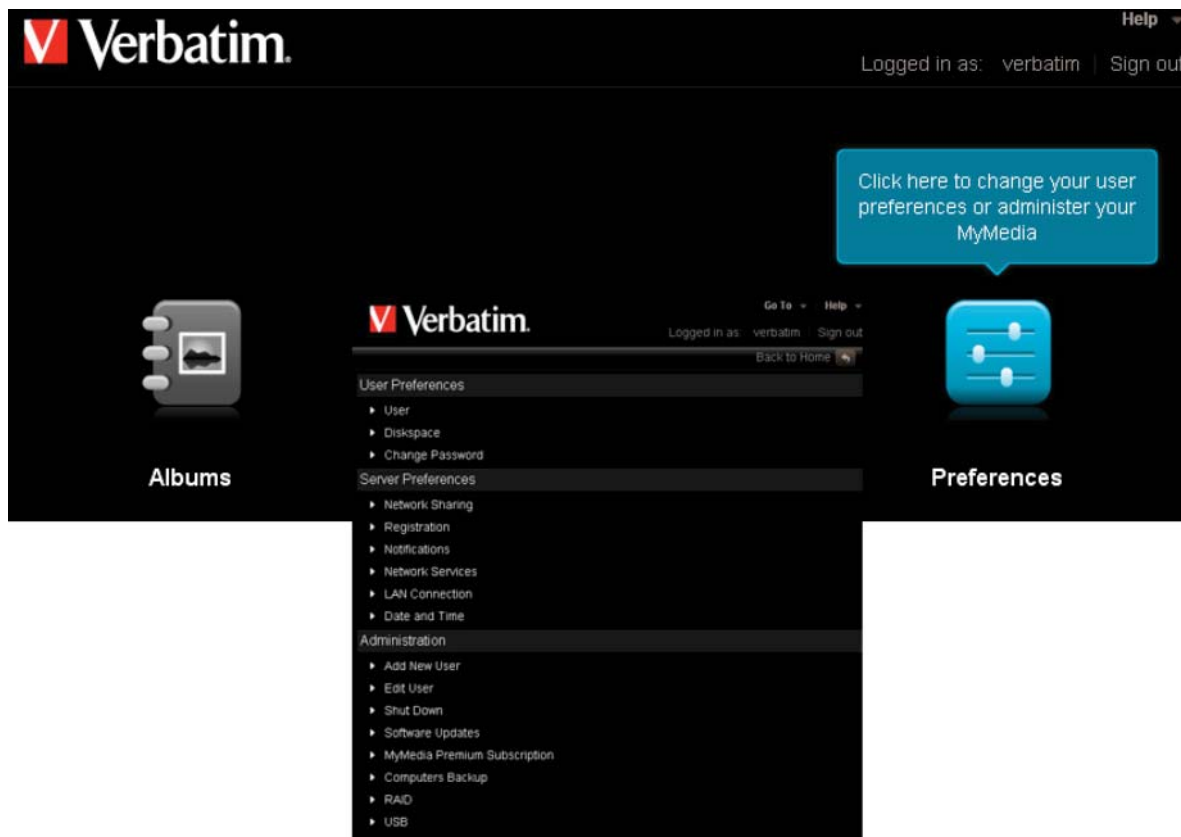 Verbatim.
Help
Logged in as: verbatim Sign out
Click here to change your user
preferences or administer your
MyMedia
Albums
Preferences
Verbatim.
Go To Help
Logged in as: verbatim Sign out
Back to Home
User Preferences
User
Diskspace
Change Password
Server Preferences
Network Sharing
Registration
Notifications
Network Services
LAN Connection
Date and Time
Administration
Add New User
Edit User
Shut Down
Software Updates
MyMedia Premium Subscription
Computers Backup
RAID
USB